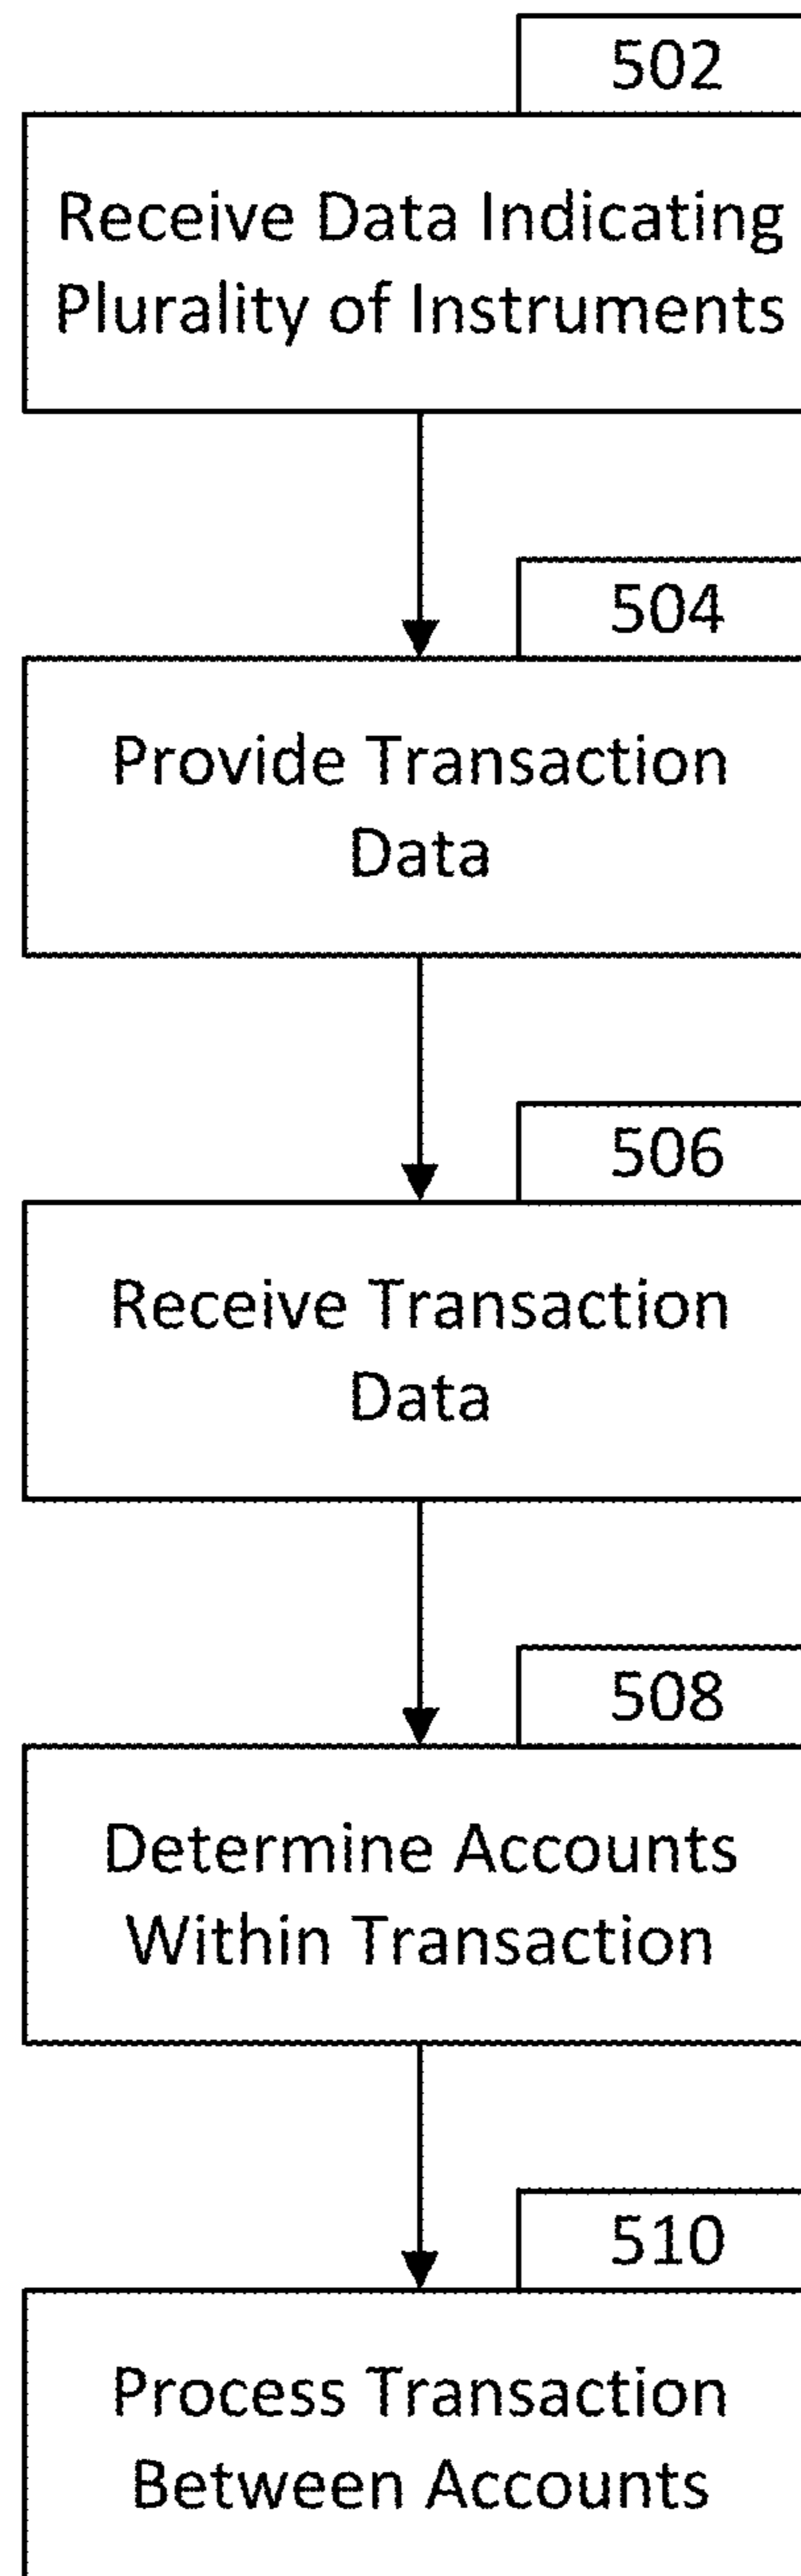 502
Receive Data Indicating
Plurality of Instruments
504
Provide Transaction
Data
506
Receive Transaction
Data
508
Determine Accounts
Within Transaction
510
Process Transaction
Between Accounts